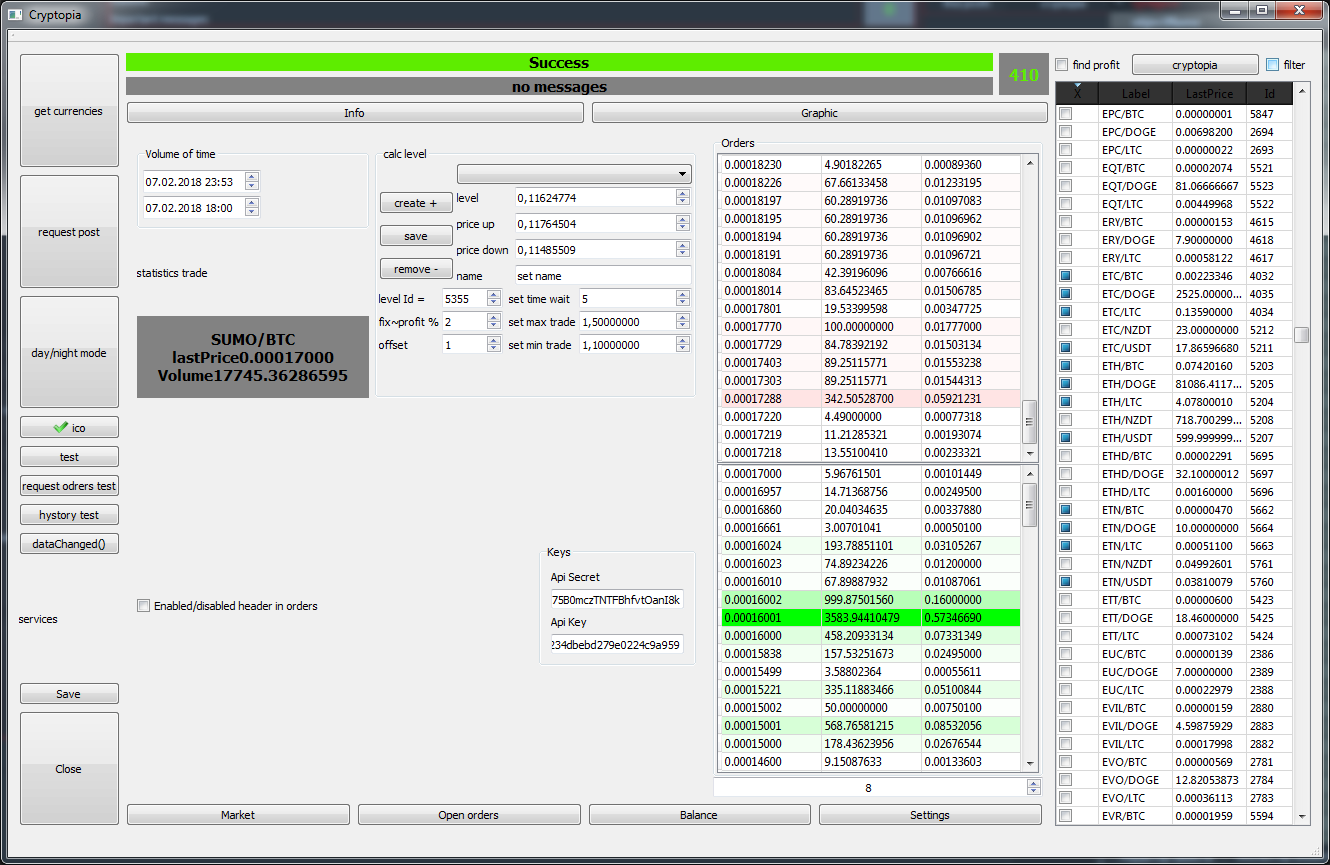 Cryptopia
get currencies
request post
day/night mode
ico
test
request odrers test
hystory test
dataChanged()
services
Save
Close
Success
no messages
410
Info
Graphic
Volume of time
07.02.2018 23:53
07.02.2018 18:00
statistics trade
SUMO/BTC
lastPrice0.00017000
Volume17745.36286595
calc level
create +
save
remove -
level 0,11624774
price up 0,11764504
price down 0,11485509
name set name
level Id = 5355 set time wait 5
fix~profit % 2 set max trade 1,50000000
offset 1 set min trade 1,10000000
Keys
Api Secret
75B0mczTNTFBhfvtOanI8k
Api Key
234dbebd279e0224c9a959
Enabled/disabled header in orders
Orders
0.00018230 4.90182265 0.00089360
0.00018226 67.66133458 0.01233195
0.00018197 60.28919736 0.01097083
0.00018195 60.28919736 0.01096962
0.00018194 60.28919736 0.01096902
0.00018191 60.28919736 0.01096721
0.00018084 42.39196096 0.00766616
0.00018014 83.64523465 0.01506785
0.00017801 19.53399598 0.00347725
0.00017770 100.00000000 0.01777000
0.00017729 84.78392192 0.01503134
0.00017403 89.25115771 0.01553238
0.00017303 89.25115771 0.01544313
0.00017288 342.50528700 0.05921231
0.00017220 4.49000000 0.00077318
0.00017219 11.21285321 0.00193074
0.00017218 13.55100410 0.00233321
0.00017000 5.96761501 0.00101449
0.00016957 14.71368756 0.00249500
0.00016860 20.04034635 0.00337880
0.00016661 3.00701041 0.00050100
0.00016024 193.78851101 0.03105267
0.00016023 74.89234226 0.01200000
0.00016010 67.89887932 0.01087061
0.00016002 999.87501560 0.16000000
0.00016001 3583.94410479 0.57346690
0.00016000 458.20933134 0.07331349
0.00015838 157.53251673 0.02495000
0.00015499 3.58802364 0.00055611
0.00015221 335.11883466 0.05100844
0.00015002 50.00000000 0.00750100
0.00015001 568.76581215 0.08532056
0.00015000 178.43623956 0.02676544
0.00014600 9.15087633 0.00133603
8
Market
Open orders
Balance
Settings
find profit
cryptopia
filter
X Label LastPrice Id
EPC/BTC 0.00000001 5847
EPC/DOGE 0.00698200 2694
EPC/LTC 0.00000022 2693
EQT/BTC 0.00002074 5521
EQT/DOGE 81.06666667 5523
EQT/LTC 0.00449968 5522
ERY/BTC 0.00000153 4615
ERY/DOGE 7.90000000 4618
ERY/LTC 0.00058122 4617
ETC/BTC 0.00223346 4032
ETC/DOGE 2525.00000... 4035
ETC/LTC 0.13590000 4034
ETC/NZDT 23.00000000 5212
ETC/USDT 17.86596680 5211
ETH/BTC 0.07420160 5203
ETH/DOGE 81086.4117... 5205
ETH/LTC 4.07800010 5204
ETH/NZDT 718.700299... 5208
ETH/USDT 599.999999... 5207
ETHD/BTC 0.00002291 5695
ETHD/DOGE 32.10000012 5697
ETHD/LTC 0.00160000 5696
ETN/BTC 0.00000470 5662
ETN/DOGE 10.00000000 5664
ETN/LTC 0.00051100 5663
ETN/NZDT 0.04992601 5761
ETN/USDT 0.03810079 5760
ETT/BTC 0.00000600 5423
ETT/DOGE 18.46000000 5425
ETT/LTC 0.00073102 5424
EUC/BTC 0.00000139 2386
EUC/DOGE 7.00000000 2389
EUC/LTC 0.00022979 2388
EVIL/BTC 0.00000159 2880
EVIL/DOGE 4.59875929 2883
EVIL/LTC 0.00017998 2882
EVO/BTC 0.00000569 2781
EVO/DOGE 12.82053873 2784
EVO/LTC 0.00036113 2783
EVR/BTC 0.00001959 5594